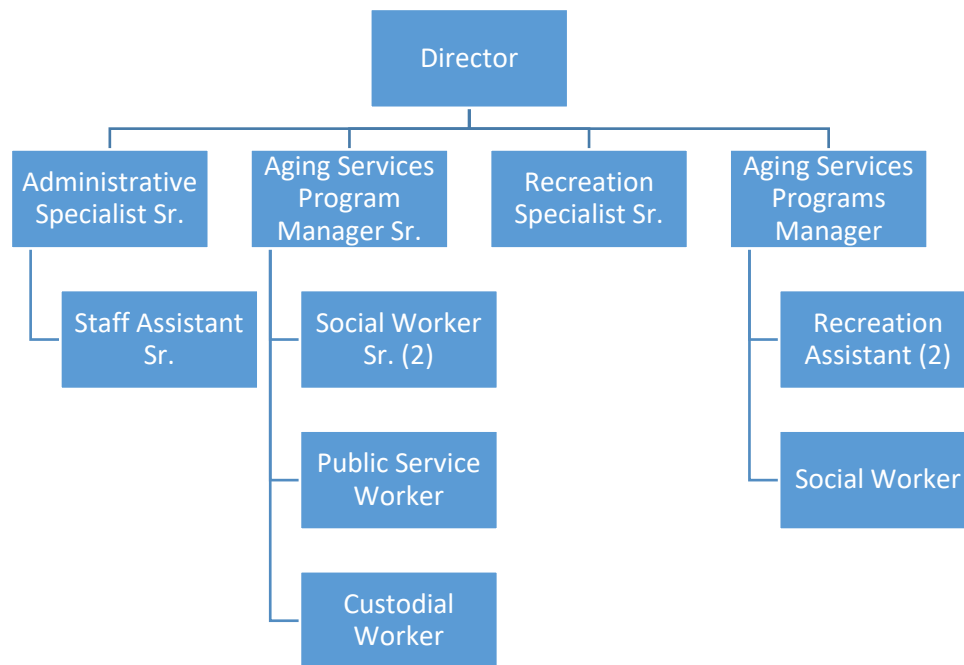 Director
Administrative
Specialist Sr.
Aging Services
Program
Manager Sr.
Recreation
Specialist Sr.
Aging Services
Programs
Manager
Staff Assistant
Sr.
Social Worker
Sr. (2)
Recreation
Assistant (2)
Public Service
Worker
Social Worker
Custodial
Worker